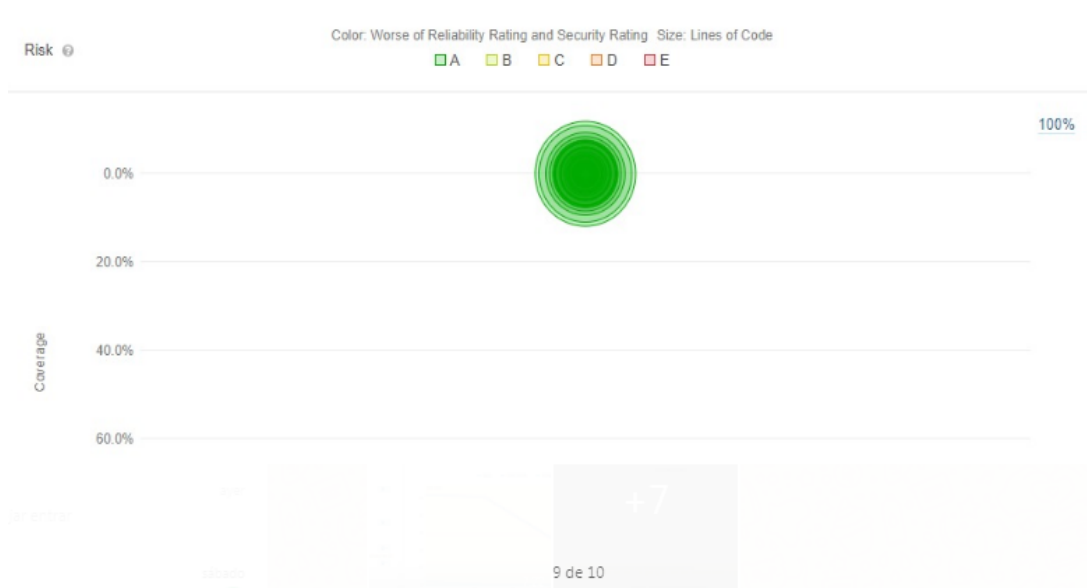 Color: Worse of Reliability Rating and Security Rating Size: Lines of Code
Risk
A B C D E
100%
0.0%
20.0%
Coverage
40.0%
60.0%
+7
9 de 10